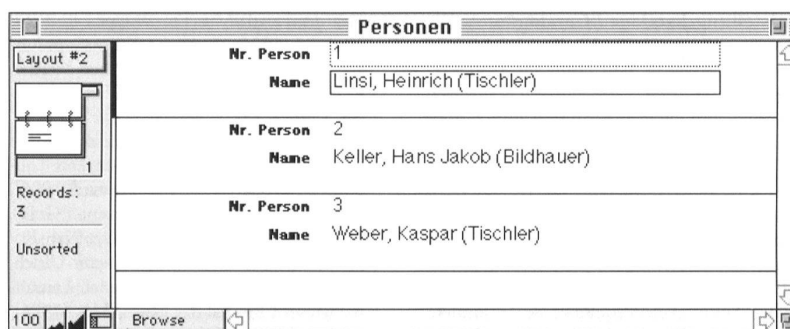 Personen
Layout #2
1
Records:
3
Unsorted
Nr. Person 1
Name Linsi, Heinrich (Tischler)
Nr. Person 2
Name Keller, Hans Jakob (Bildhauer)
Nr. Person 3
Name Weber, Kaspar (Tischler)
100 Browse